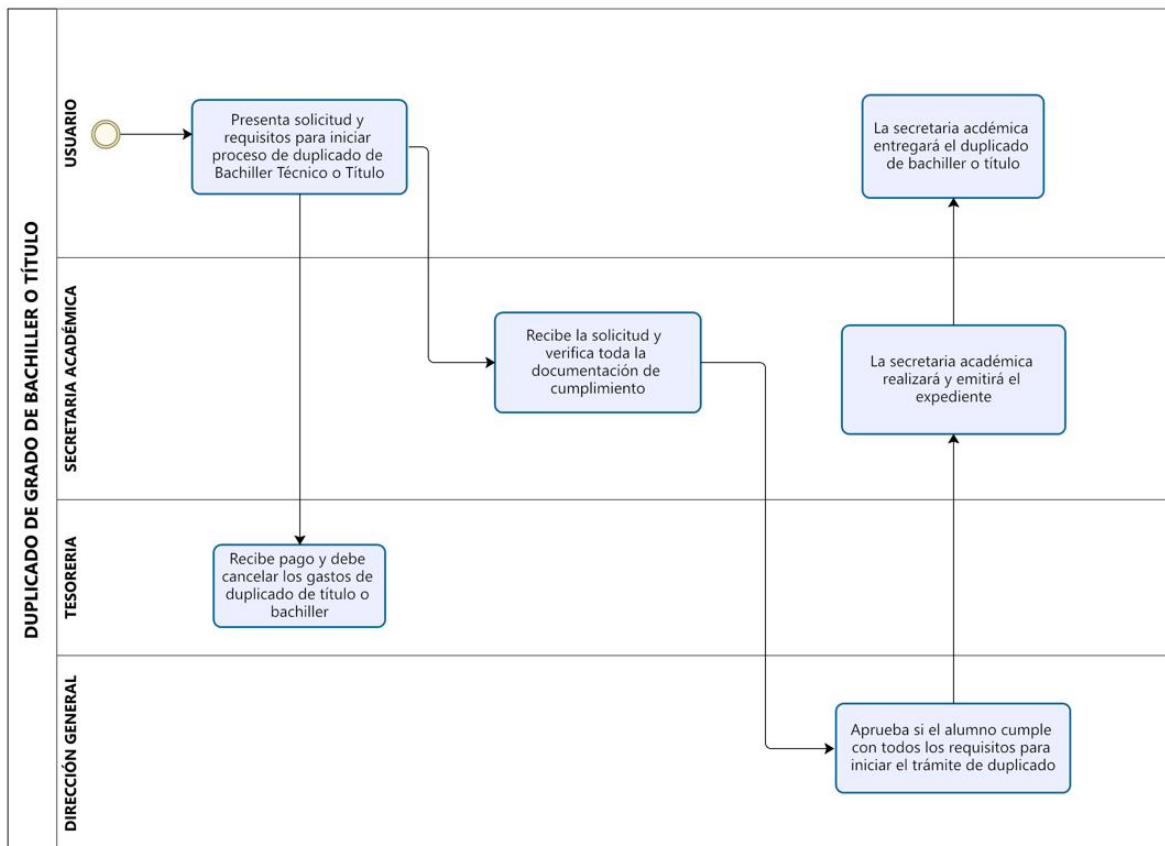 DUPLICADO DE GRADO DE BACHILLER O TÍTULO
USUARIO
Presenta solicitud y
requisitos para iniciar
proceso de duplicado de
Bachiller Técnico o Título
La secretaria acdémica
entregará el duplicado
de bachiller o título
SECRETARIA ACADÉMICA
Recibe la solicitud y
verifica toda la
documentación de
cumplimiento
La secretaria académica
realizará y emitirá el
expediente
TESORERIA
Recibe pago y debe
cancelar los gastos de
duplicado de título o
bachiller
DIRECCIÓN GENERAL
Aprueba si el alumno cumple
con todos los requisitos para
iniciar el trámite de duplicado